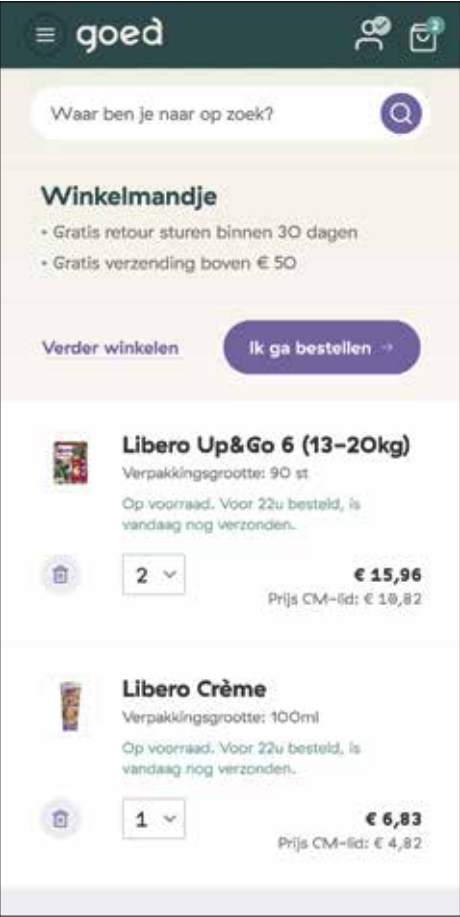 goed
2
Waar ben je naar op zoek?
Winkelmandje
• Gratis retour sturen binnen 30 dagen
• Gratis verzending boven € 50
Verder winkelen
Ik ga bestellen →
Libero Up&Go 6 (13-20kg)
Verpakkingsgrootte: 90 st
Op voorraad. Voor 22u besteld, is
vandaag nog verzonden.
2
€ 15,96
Prijs CM-lid: € 10,82
Libero Crème
Verpakkingsgrootte: 100ml
Op voorraad. Voor 22u besteld, is
vandaag nog verzonden.
1
€ 6,83
Prijs CM-lid: € 4,82